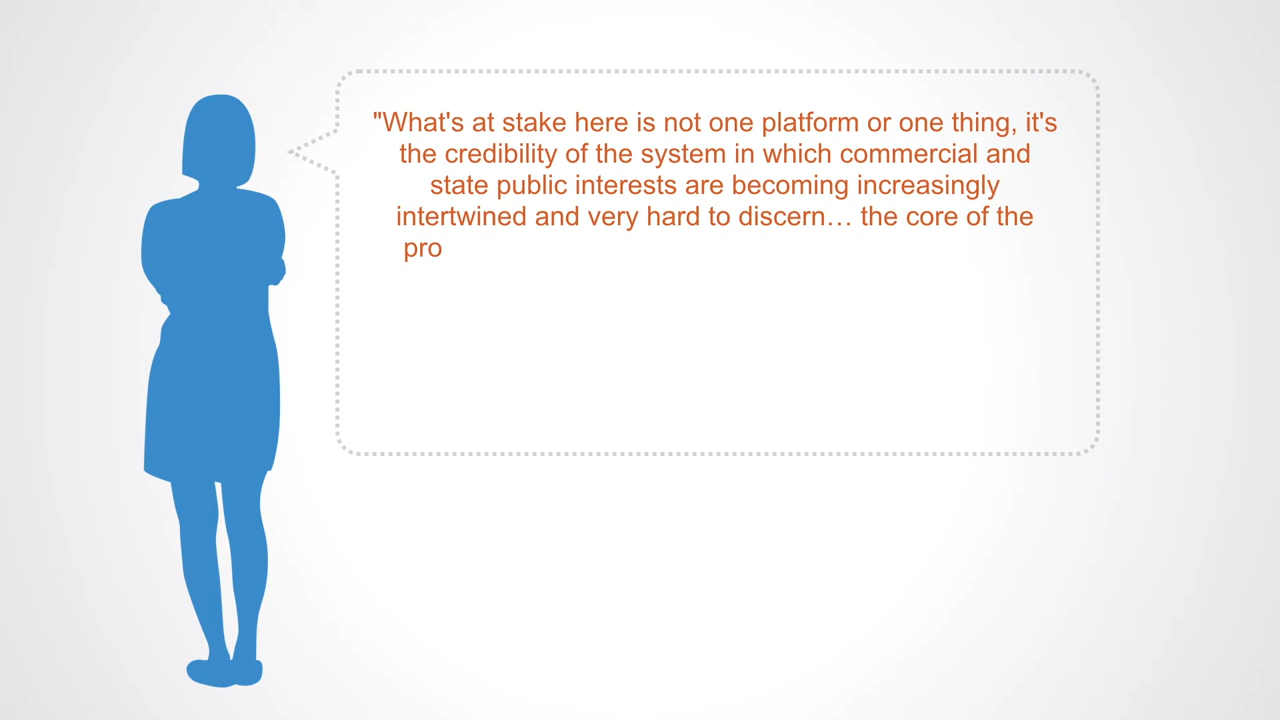 "What's at stake here is not one platform or one thing, it's
the credibility of the system in which commercial and
state public interests are becoming increasingly
intertwined and very hard to discern… the core of the
pro